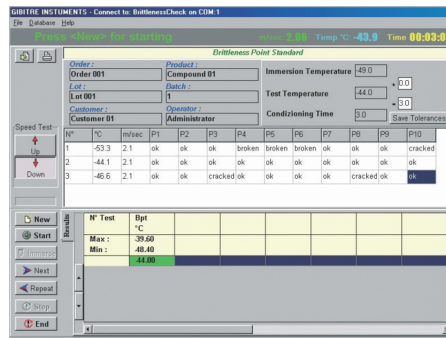 GIBITRE INSTUMENTS - Connect to: BrittlenessCheck on COM:1
File Database Help
Press <New> for starting m/sec 2.08 Temp °C -43.9 Time 00:03:0
Brittleness Point Standard
Order : Product :
Order 001 Compound 01
Immersion Temperature -49.0
Lot : Batch :
Lot 001 1
Test Temperature -44.0 + 0.0
Customer : Operator :
Customer 01 Administrator
Condizioning Time 3.0 + 3.0
Save Tolerances
Speed Test
Up
Down
N° °C m/sec P1 P2 P3 P4 P5 P6 P7 P8 P9 P10
1 -53.3 2.1 ok ok ok broken broken broken ok ok ok cracked
2 -44.1 2.1 ok ok ok ok ok ok ok ok ok ok
3 -46.6 2.1 ok ok cracked ok ok ok ok cracked ok ok
New
Start
Immerse
Next
Repeat
Stop
End
Results
N° Test Bpt
°C
Max : -39.60
Min : -48.40
-44.00